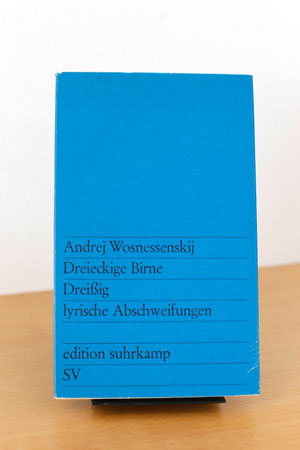 Andrej Wosnessenskij
Dreieckige Birne
Dreißig
lyrische Abschweifungen
edition suhrkamp
SV